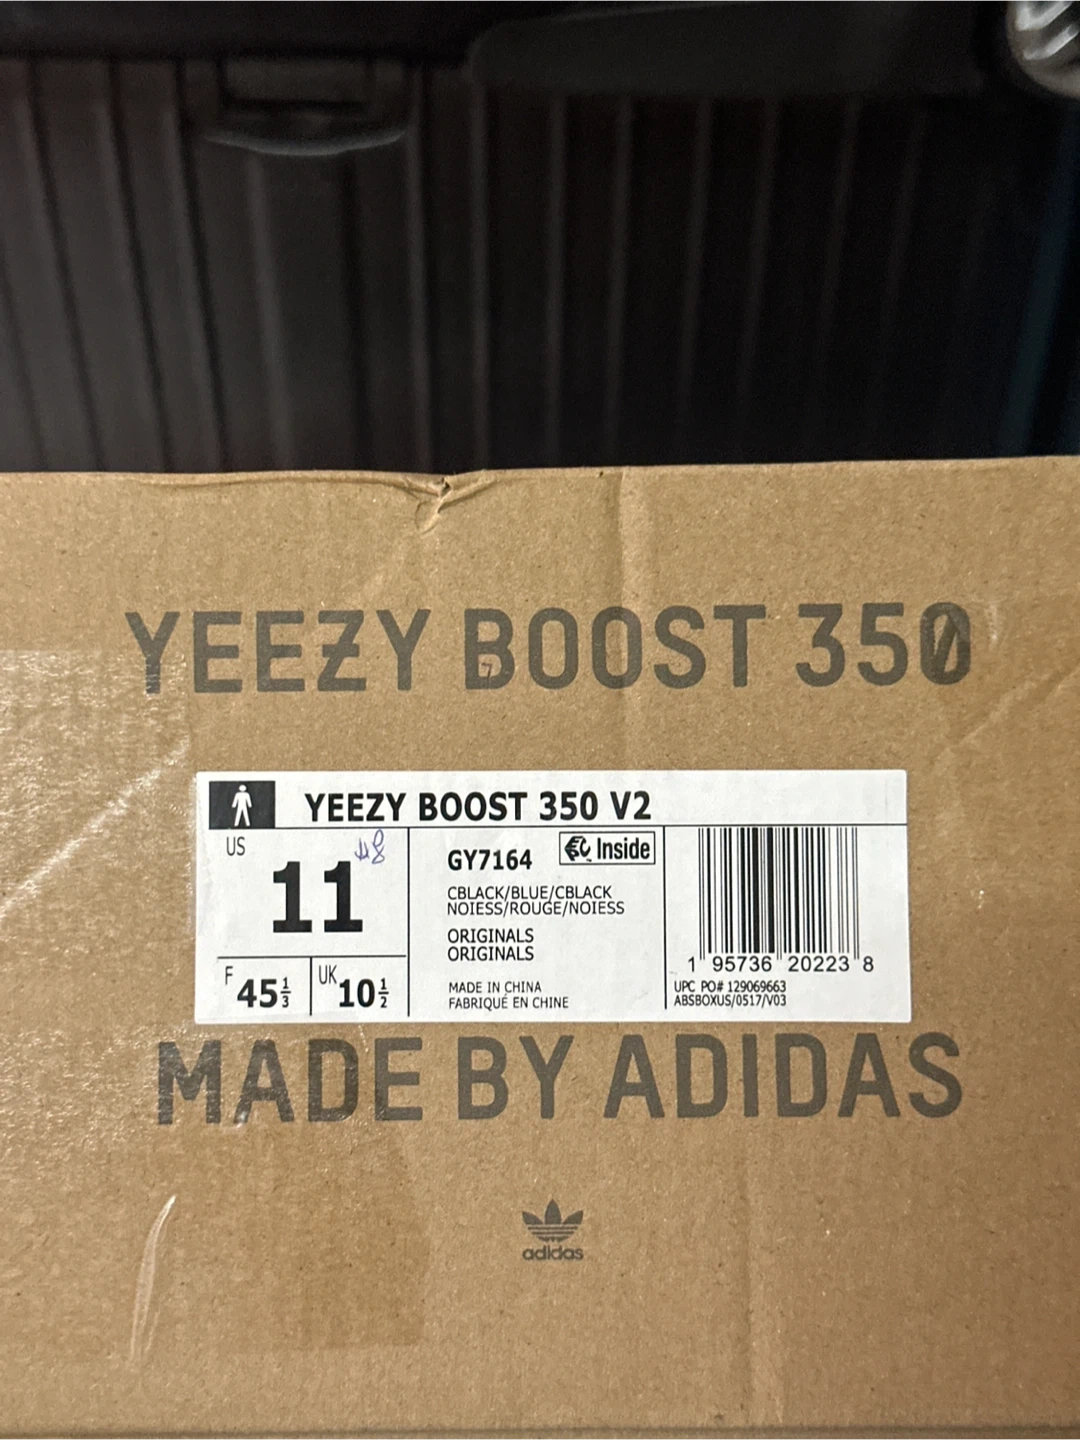 YEEZY BOOST 350
YEEZY BOOST 350 V2
US
11
F 45⅓
UK 10½
GY7164
Inside
CBLACK/BLUE/CBLACK
NOIESS/ROUGE/NOIESS
ORIGINALS
ORIGINALS
MADE IN CHINA
FABRIQUÉ EN CHINE
1 95736 20223 8
UPC PO# 129069663
ABSBOXUS/0517/V03
MADE BY ADIDAS
adidas